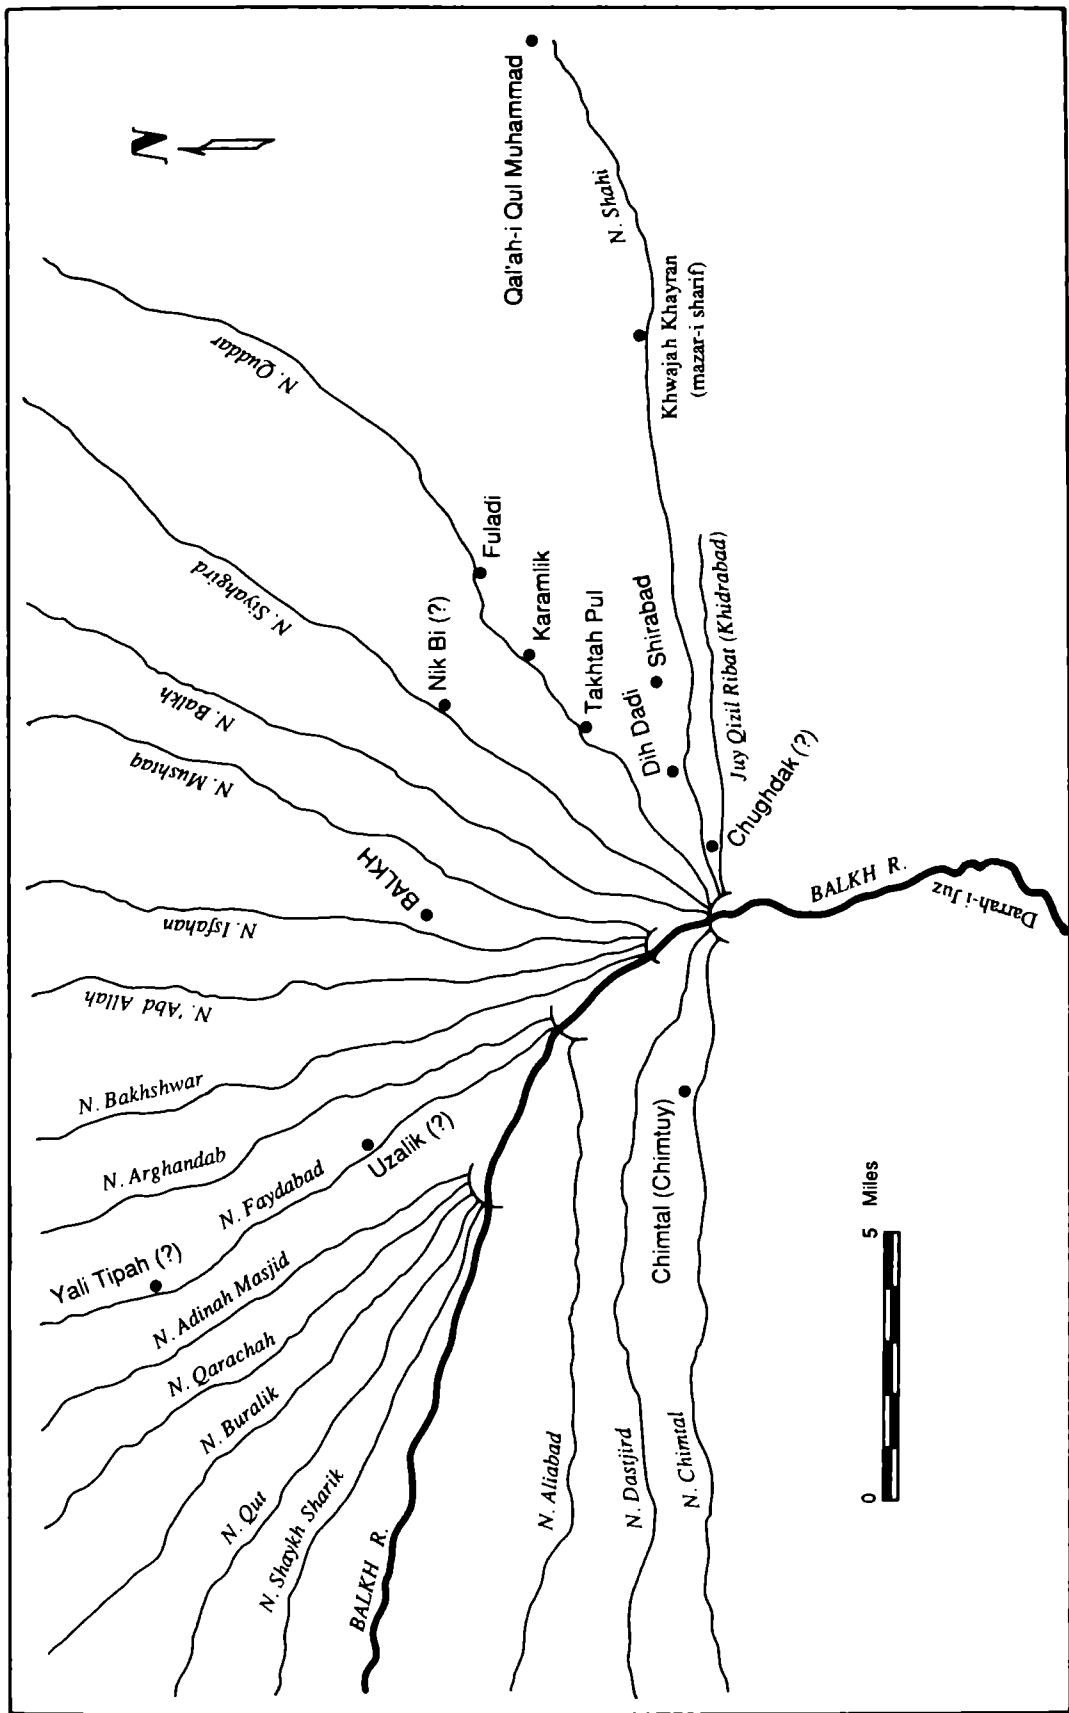 N
Qal'ah-i Qul Muhammad
N. Shahi
Khwajah Khayran
(mazar-i sharif)
N. Quddar
Fuladi
Karamlik
Takhtah Pul
Shirabad
Dih Dadi
Juy Qizil Ribat (Khidrabad)
Chughdak (?)
N. Siyahgird
Nik Bi (?)
N. Balkh
N. Mushtaq
BALKH
N. Isfahan
N. 'Abd Allah
BALKH R.
Darrah-i Juz
N. Bakhshwar
N. Arghandab
N. Faydabad
Uzalik (?)
Yali Tipah (?)
N. Adinah Masjid
N. Qarachah
N. Buralik
N. Qut
N. Shaykh Sharik
BALKH R.
N. Aliabad
N. Dastjird
N. Chimtal
Chimtal (Chimtuy)
0 5 Miles